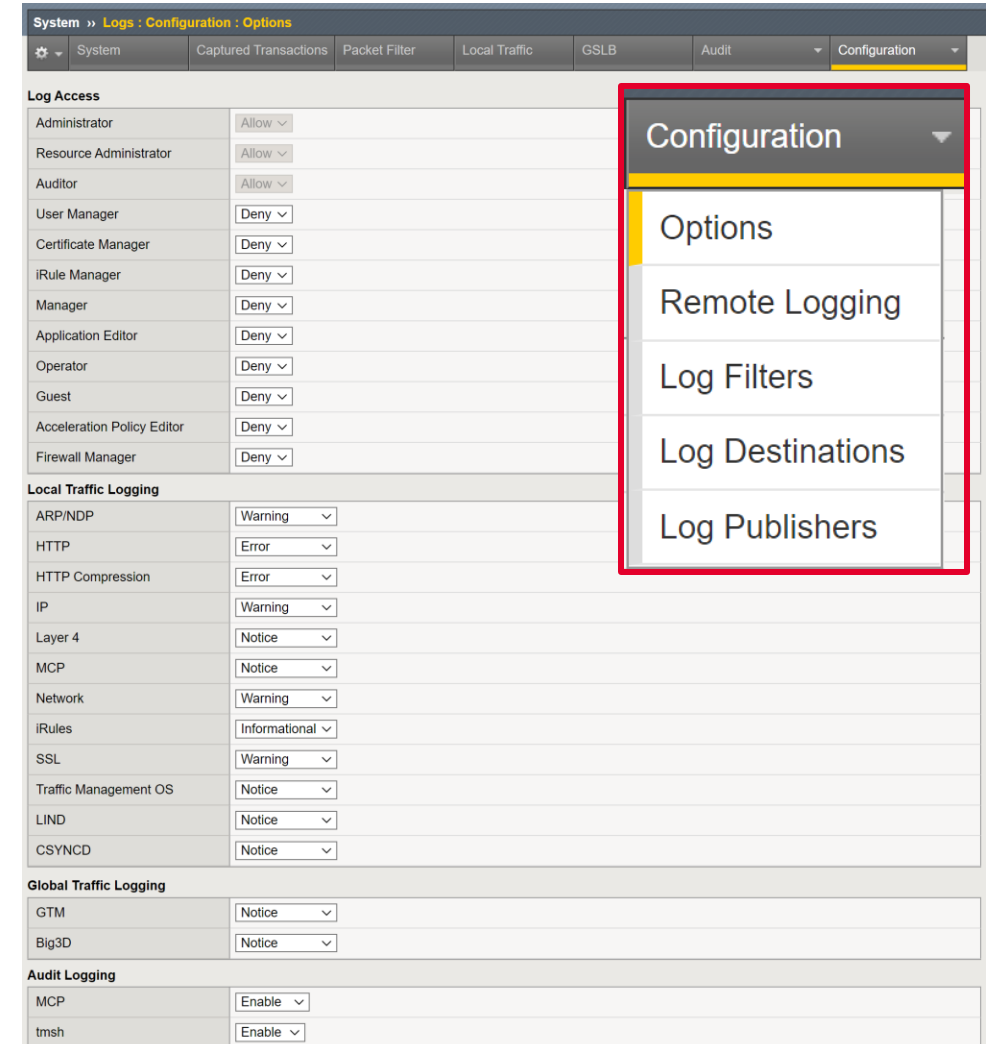 System ›› Logs : Configuration : Options
System Captured Transactions Packet Filter Local Traffic GSLB Audit Configuration
Log Access
Administrator Allow
Resource Administrator Allow
Auditor Allow
User Manager Deny
Certificate Manager Deny
iRule Manager Deny
Manager Deny
Application Editor Deny
Operator Deny
Guest Deny
Acceleration Policy Editor Deny
Firewall Manager Deny
Configuration
Options
Remote Logging
Log Filters
Log Destinations
Log Publishers
Local Traffic Logging
ARP/NDP Warning
HTTP Error
HTTP Compression Error
IP Warning
Layer 4 Notice
MCP Notice
Network Warning
iRules Informational
SSL Warning
Traffic Management OS Notice
LIND Notice
CSYNCD Notice
Global Traffic Logging
GTM Notice
Big3D Notice
Audit Logging
MCP Enable
tmsh Enable